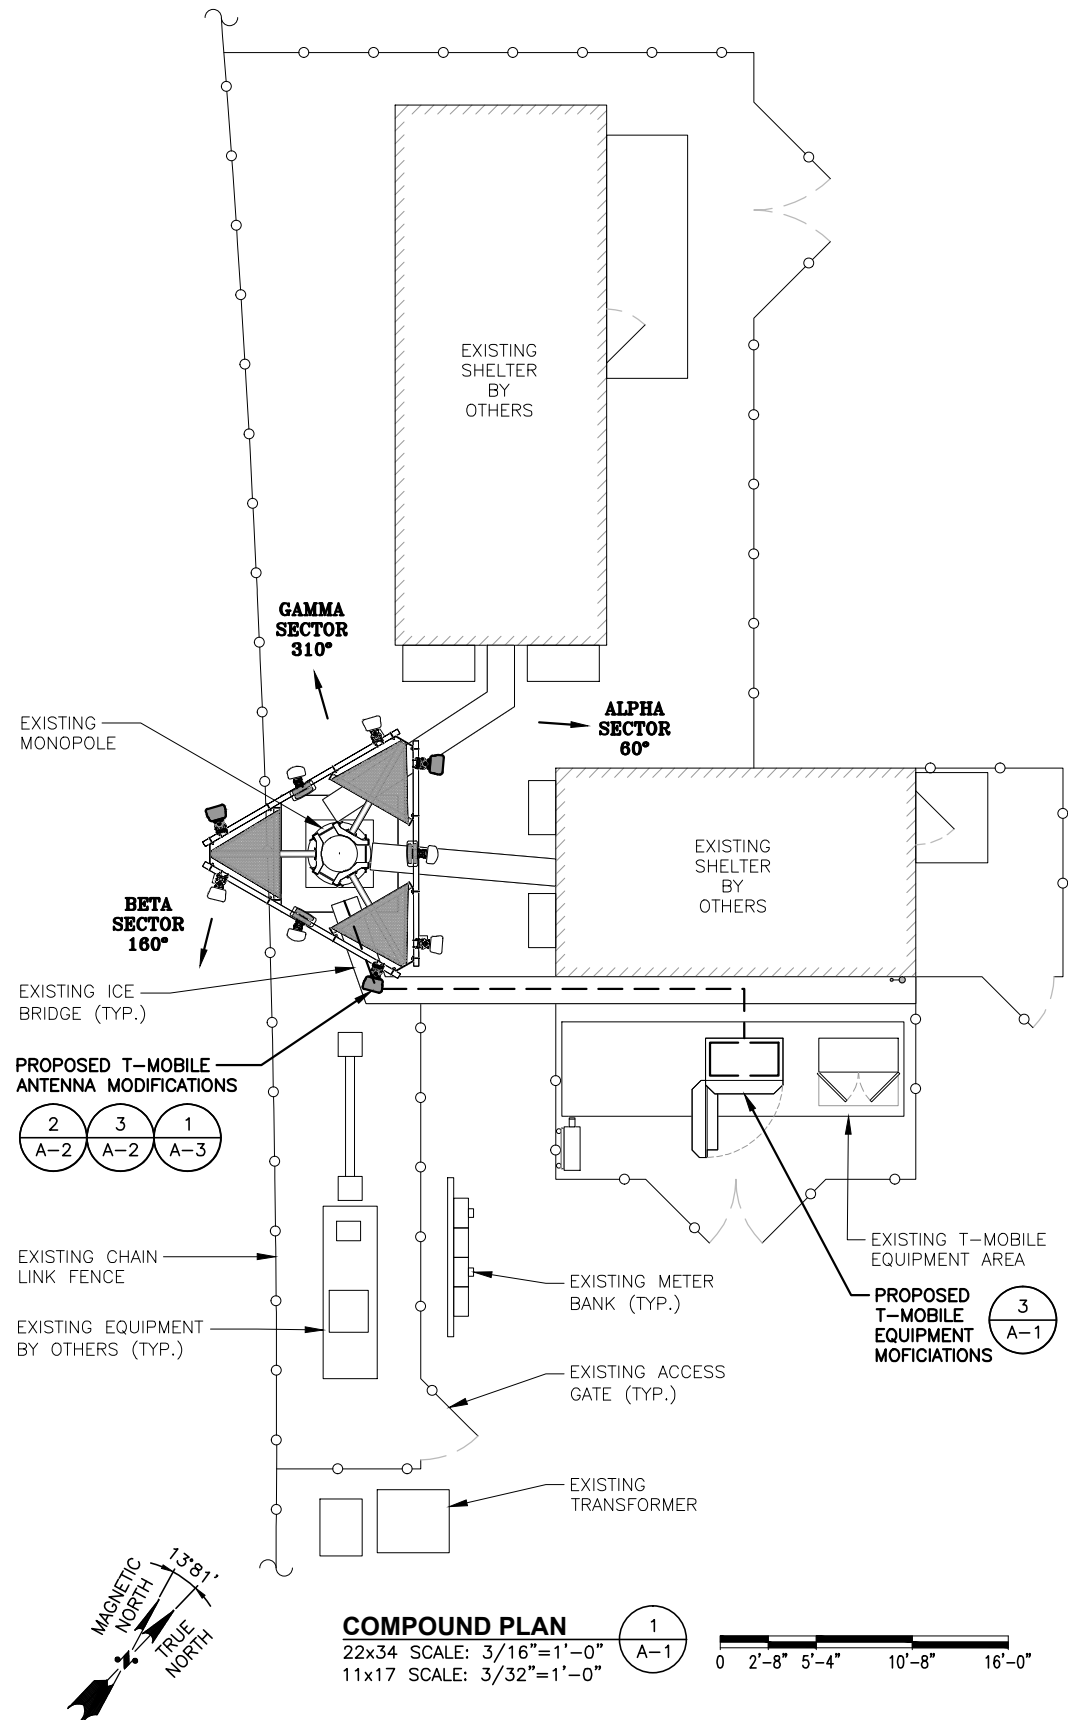 EXISTING
SHELTER
BY
OTHERS
GAMMA
SECTOR
310°
ALPHA
SECTOR
60°
EXISTING
MONOPOLE
EXISTING
SHELTER
BY
OTHERS
BETA
SECTOR
160°
EXISTING ICE
BRIDGE (TYP.)
PROPOSED T-MOBILE
ANTENNA MODIFICATIONS
2
A-2
3
A-2
1
A-3
EXISTING CHAIN
LINK FENCE
EXISTING EQUIPMENT
BY OTHERS (TYP.)
EXISTING T-MOBILE
EQUIPMENT AREA
EXISTING METER
BANK (TYP.)
PROPOSED
T-MOBILE
EQUIPMENT
MOFICIATIONS
3
A-1
EXISTING ACCESS
GATE (TYP.)
EXISTING
TRANSFORMER
MAGNETIC
NORTH
13°81'
TRUE
NORTH
N
COMPOUND PLAN
22x34 SCALE: 3/16"=1'-0"
11x17 SCALE: 3/32"=1'-0"
1
A-1
0 2'-8" 5'-4" 10'-8" 16'-0"